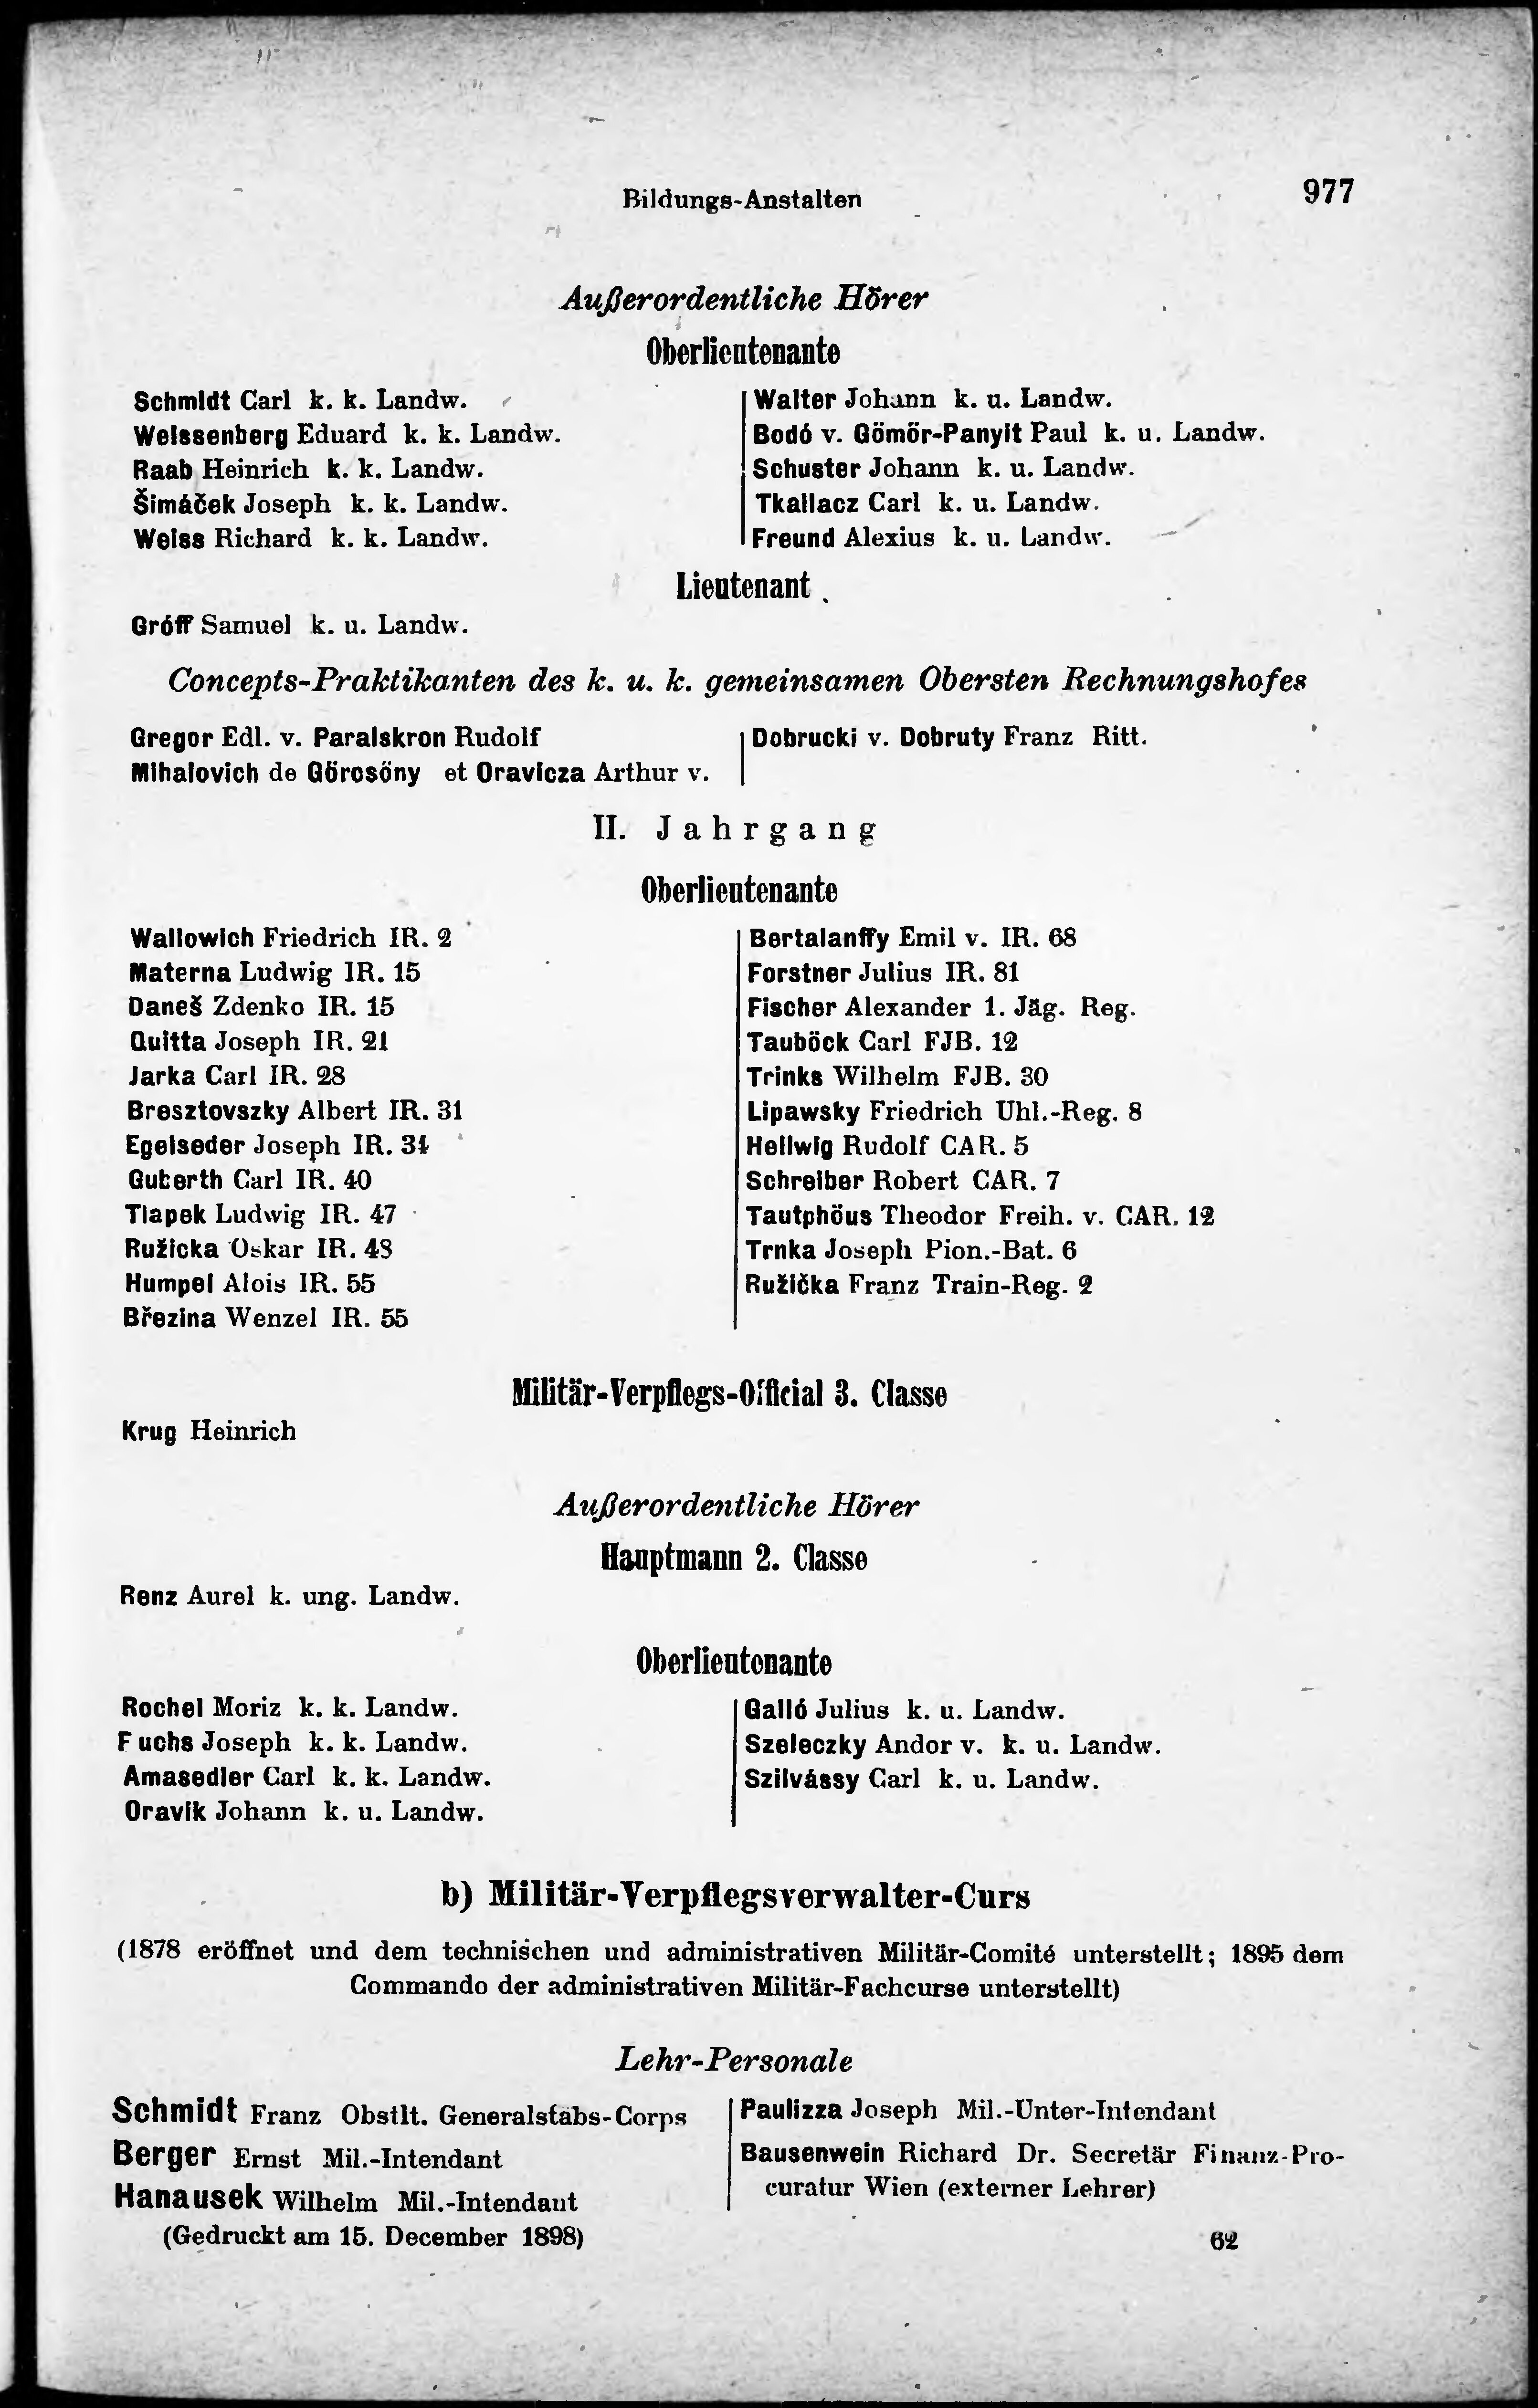 Bildungs-Anstalten 977
Außerordentliche Hörer
Oberlieutenante
Schmidt Carl k. k. Landw.
Weissenberg Eduard k. k. Landw.
Raab Heinrich k. k. Landw.
Šimáček Joseph k. k. Landw.
Weiss Richard k. k. Landw.
Walter Johann k. u. Landw.
Bodó v. Gömör-Panyit Paul k. u. Landw.
Schuster Johann k. u. Landw.
Tkallacz Carl k. u. Landw.
Freund Alexius k. u. Landw.
Lieutenant
Gróff Samuel k. u. Landw.
Concepts-Praktikanten des k. u. k. gemeinsamen Obersten Rechnungshofes
Gregor Edl. v. Paralskron Rudolf
Mihalovich de Görcsöny et Oravicza Arthur v.
Dobrucki v. Dobruty Franz Ritt.
II. Jahrgang
Oberlieutenante
Wallowich Friedrich IR. 2
Materna Ludwig IR. 15
Daneš Zdenko IR. 15
Quitta Joseph IR. 21
Jarka Carl IR. 28
Bresztovszky Albert IR. 31
Egelseder Joseph IR. 34
Guberth Carl IR. 40
Tlapek Ludwig IR. 47
Ružicka Oskar IR. 48
Humpel Alois IR. 55
Březina Wenzel IR. 55
Bertalanffy Emil v. IR. 68
Forstner Julius IR. 81
Fischer Alexander 1. Jäg. Reg.
Tauböck Carl FJB. 12
Trinks Wilhelm FJB. 30
Lipawsky Friedrich Uhl.-Reg. 8
Hellwig Rudolf CAR. 5
Schreiber Robert CAR. 7
Tautphöus Theodor Freih. v. CAR. 12
Trnka Joseph Pion.-Bat. 6
Ružička Franz Train-Reg. 2
Militär-Verpflegs-Official 3. Classe
Krug Heinrich
Außerordentliche Hörer
Hauptmann 2. Classe
Renz Aurel k. ung. Landw.
Oberlieutenante
Rochel Moriz k. k. Landw.
Fuchs Joseph k. k. Landw.
Amasedler Carl k. k. Landw.
Oravik Johann k. u. Landw.
Galló Julius k. u. Landw.
Szeleczky Andor v. k. u. Landw.
Szilvássy Carl k. u. Landw.
b) Militär-Verpflegsverwalter-Curs
(1878 eröffnet und dem technischen und administrativen Militär-Comité unterstellt; 1895 dem
Commando der administrativen Militär-Fachcurse unterstellt)
Lehr-Personale
Schmidt Franz Obstlt. Generalstabs-Corps
Berger Ernst Mil.-Intendant
Hanausek Wilhelm Mil.-Intendant
Paulizza Joseph Mil.-Unter-Intendant
Bausenwein Richard Dr. Secretär Finanz-Pro-
curatur Wien (externer Lehrer)
(Gedruckt am 15. December 1898) 62